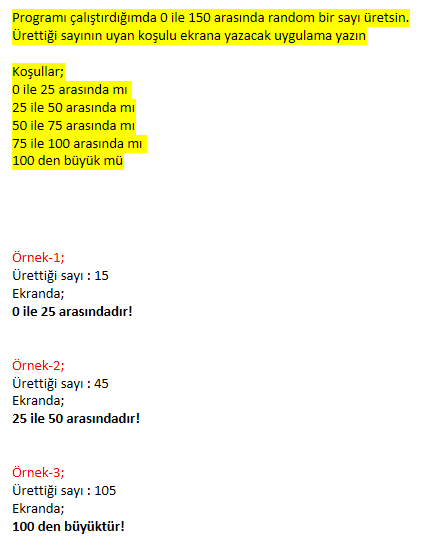 Programı çalıştırdığımda 0 ile 150 arasında random bir sayı üretsin.
Ürettiği sayının uyan koşulu ekrana yazacak uygulama yazın
Koşullar;
0 ile 25 arasında mı
25 ile 50 arasında mı
50 ile 75 arasında mı
75 ile 100 arasında mı
100 den büyük mü
Örnek-1;
Ürettiği sayı : 15
Ekranda;
0 ile 25 arasındadır!
Örnek-2;
Ürettiği sayı : 45
Ekranda;
25 ile 50 arasındadır!
Örnek-3;
Ürettiği sayı : 105
Ekranda;
100 den büyüktür!